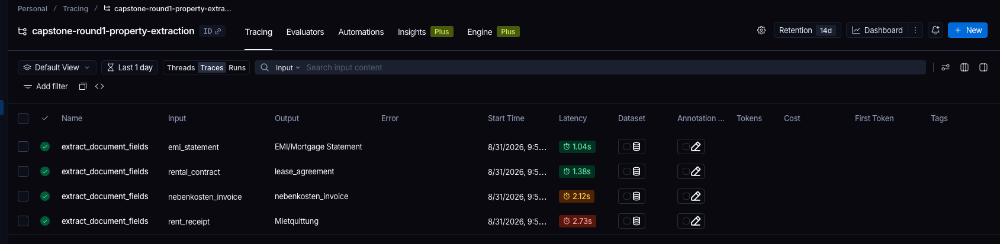 Personal / Tracing / capstone-round1-property-extra...
capstone-round1-property-extraction ID Tracing Evaluators Automations Insights Plus Engine Plus Retention 14d Dashboard New
Default View Last 1 day Threads Traces Runs Input Search input content
Add filter
Name Input Output Error Start Time Latency Dataset Annotation ... Tokens Cost First Token Tags
extract_document_fields emi_statement EMI/Mortgage Statement 8/31/2026, 9:5... 1.04s
extract_document_fields rental_contract lease_agreement 8/31/2026, 9:5... 1.38s
extract_document_fields nebenkosten_invoice nebenkosten_invoice 8/31/2026, 9:5... 2.12s
extract_document_fields rent_receipt Mietquittung 8/31/2026, 9:5... 2.73s